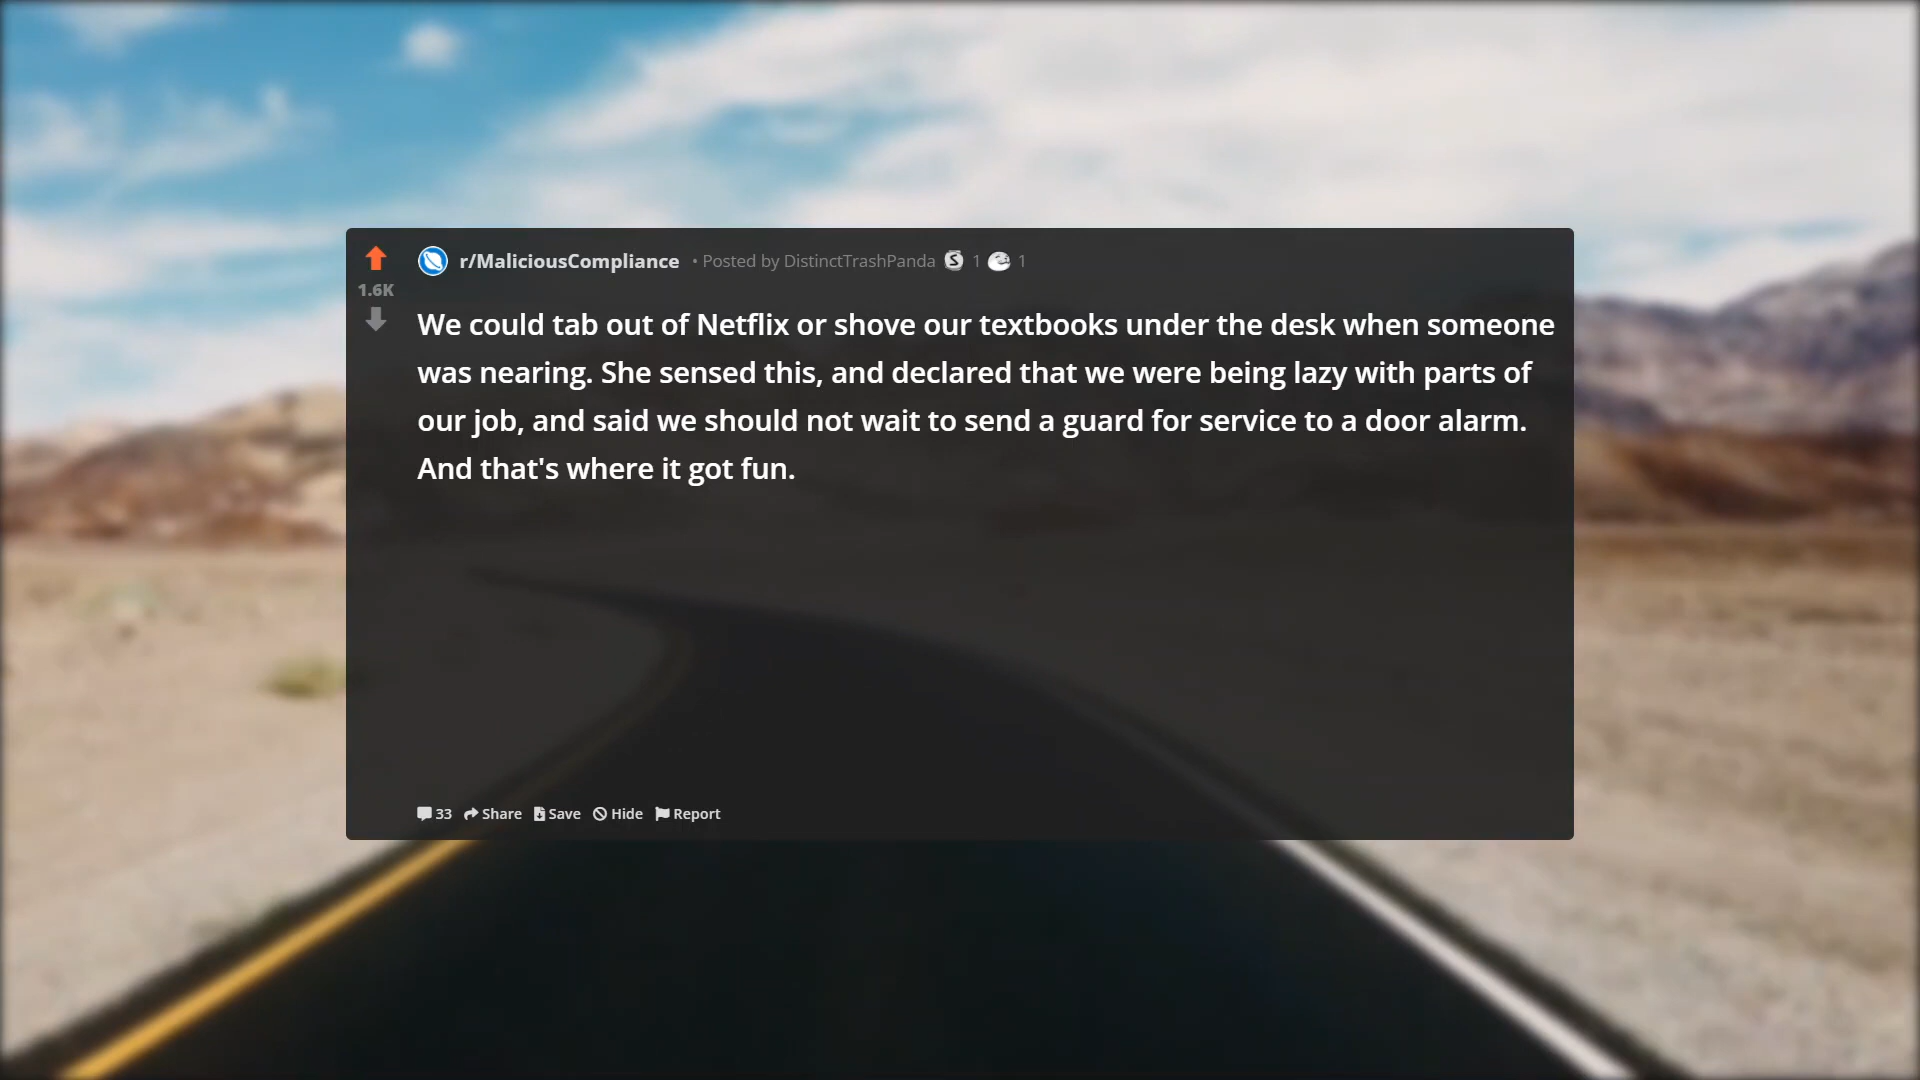 r/MaliciousCompliance • Posted by DistinctTrashPanda S 1 1
1.6K
We could tab out of Netflix or shove our textbooks under the desk when someone
was nearing. She sensed this, and declared that we were being lazy with parts of
our job, and said we should not wait to send a guard for service to a door alarm.
And that's where it got fun.
33 Share Save Hide Report